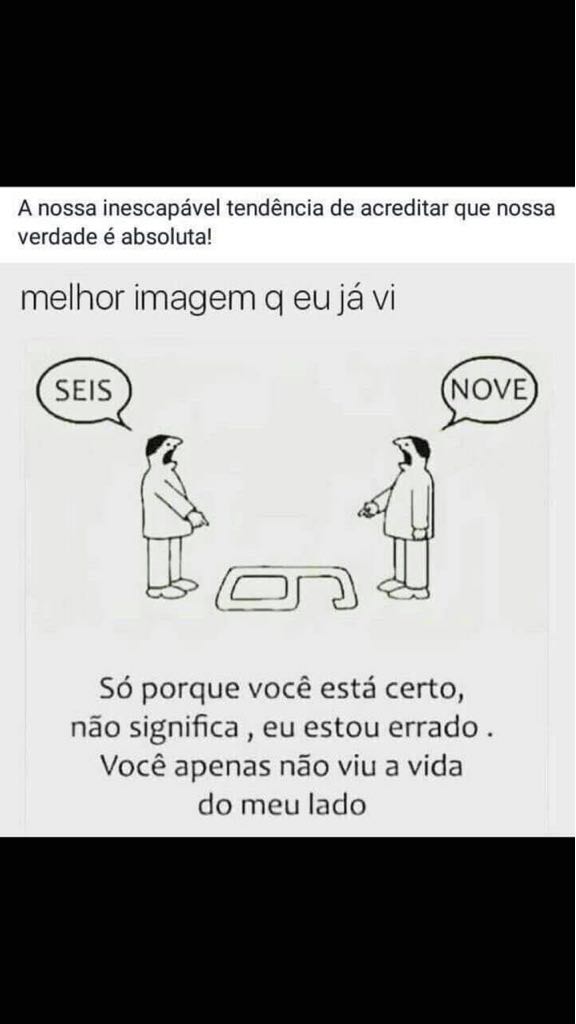 A nossa inescapável tendência de acreditar que nossa
verdade é absoluta!
melhor imagem q eu já vi
SEIS
NOVE
Só porque você está certo,
não significa , eu estou errado .
Você apenas não viu a vida
do meu lado